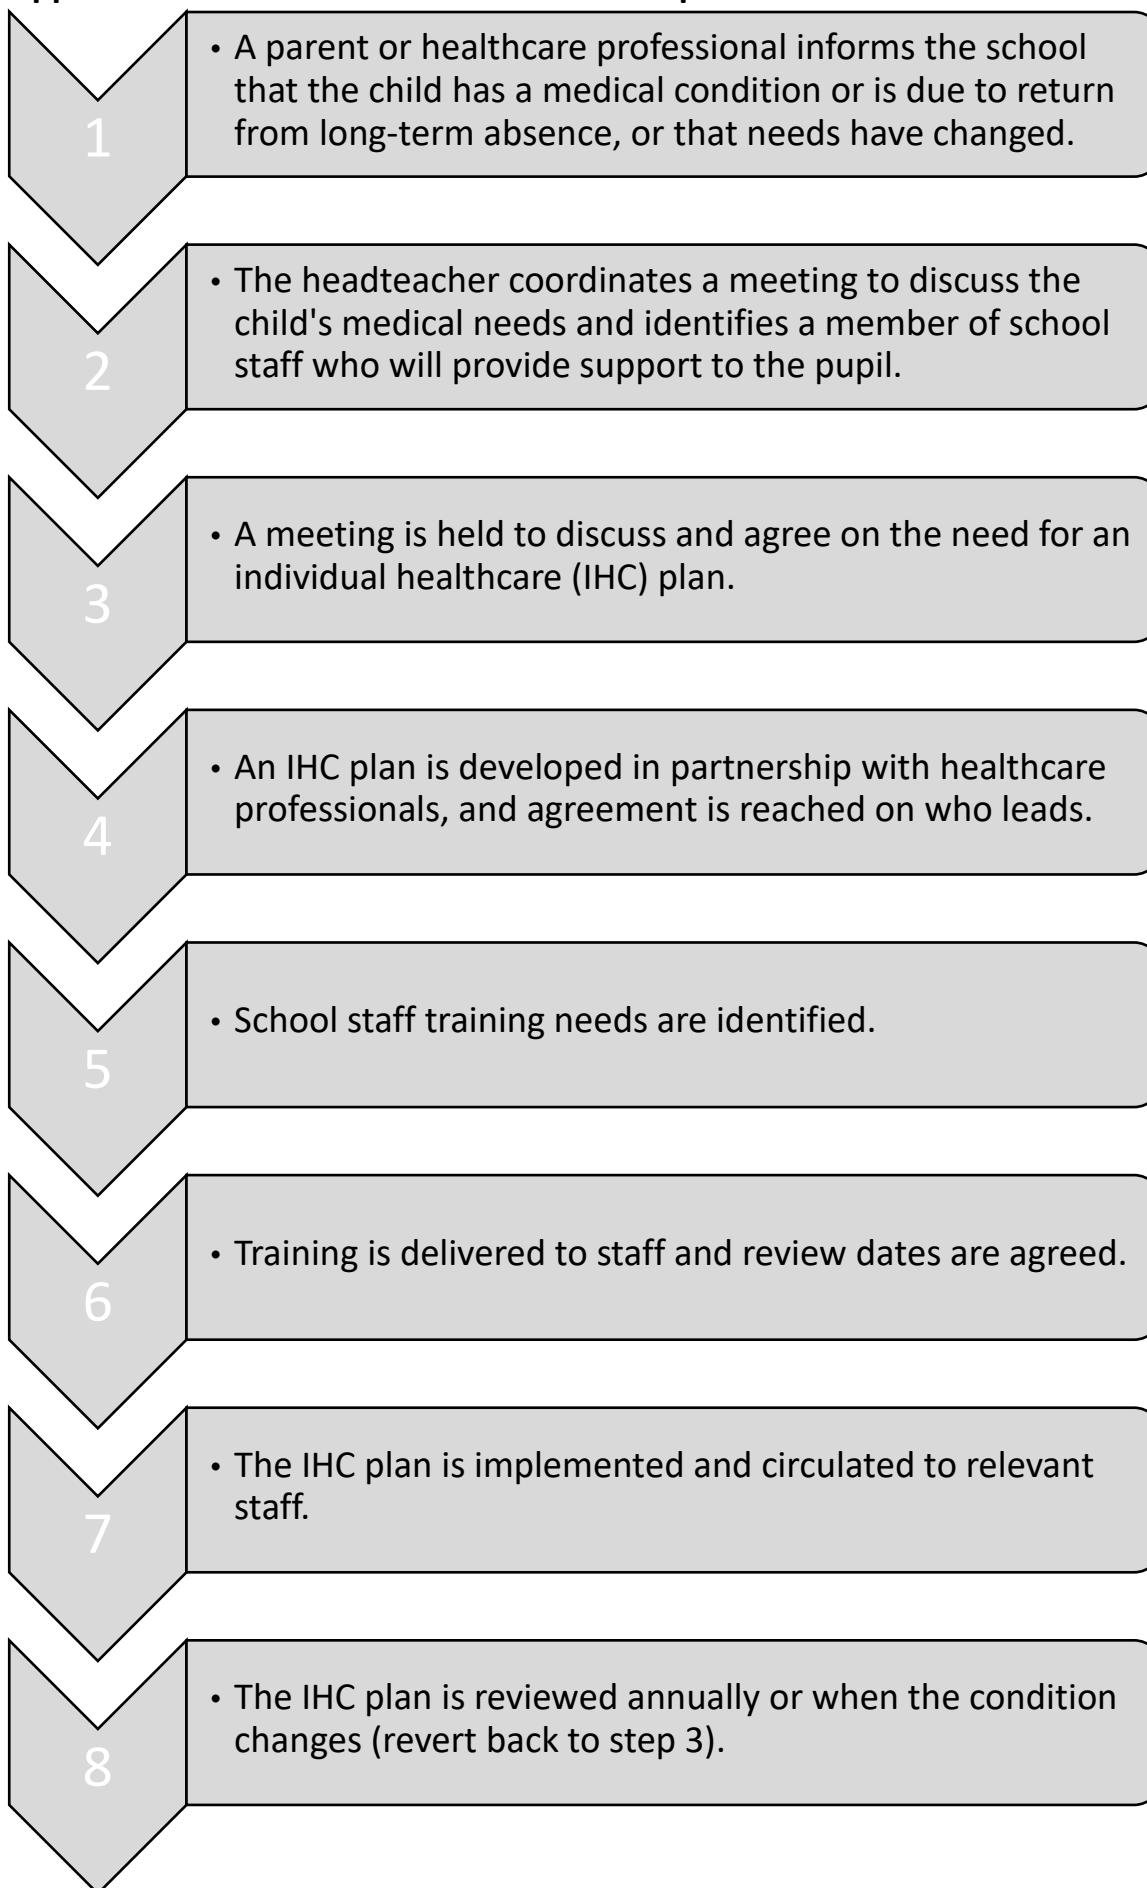 1
• A parent or healthcare professional informs the school
that the child has a medical condition or is due to return
from long-term absence, or that needs have changed.
2
• The headteacher coordinates a meeting to discuss the
child's medical needs and identifies a member of school
staff who will provide support to the pupil.
3
• A meeting is held to discuss and agree on the need for an
individual healthcare (IHC) plan.
4
• An IHC plan is developed in partnership with healthcare
professionals, and agreement is reached on who leads.
5
• School staff training needs are identified.
6
• Training is delivered to staff and review dates are agreed.
7
• The IHC plan is implemented and circulated to relevant
staff.
8
• The IHC plan is reviewed annually or when the condition
changes (revert back to step 3).